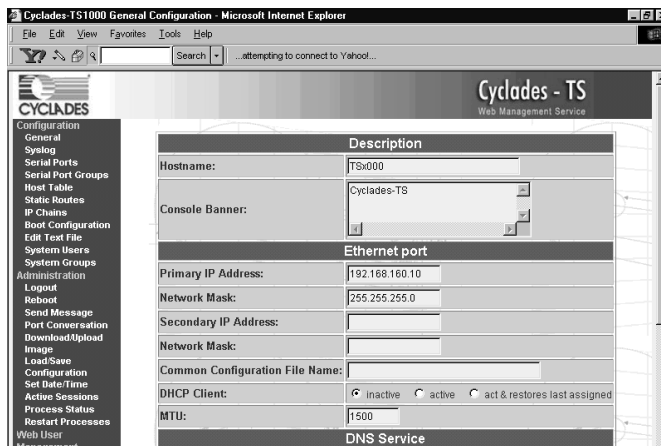 Cyclades-TS1000 General Configuration - Microsoft Internet Explorer
File Edit View Favorites Tools Help
Y? Search ...attempting to connect to Yahoo!...
CYCLADES
Cyclades - TS
Web Management Service
Configuration
General
Syslog
Serial Ports
Serial Port Groups
Host Table
Static Routes
IP Chains
Boot Configuration
Edit Text File
System Users
System Groups
Administration
Logout
Reboot
Send Message
Port Conversation
Download/Upload
Image
Load/Save
Configuration
Set Date/Time
Active Sessions
Process Status
Restart Processes
Web User
Management
Description
Hostname: TSx000
Console Banner: Cyclades-TS
Ethernet port
Primary IP Address: 192.168.160.10
Network Mask: 255.255.255.0
Secondary IP Address:
Network Mask:
Common Configuration File Name:
DHCP Client: inactive active act & restores last assigned
MTU: 1500
DNS Service